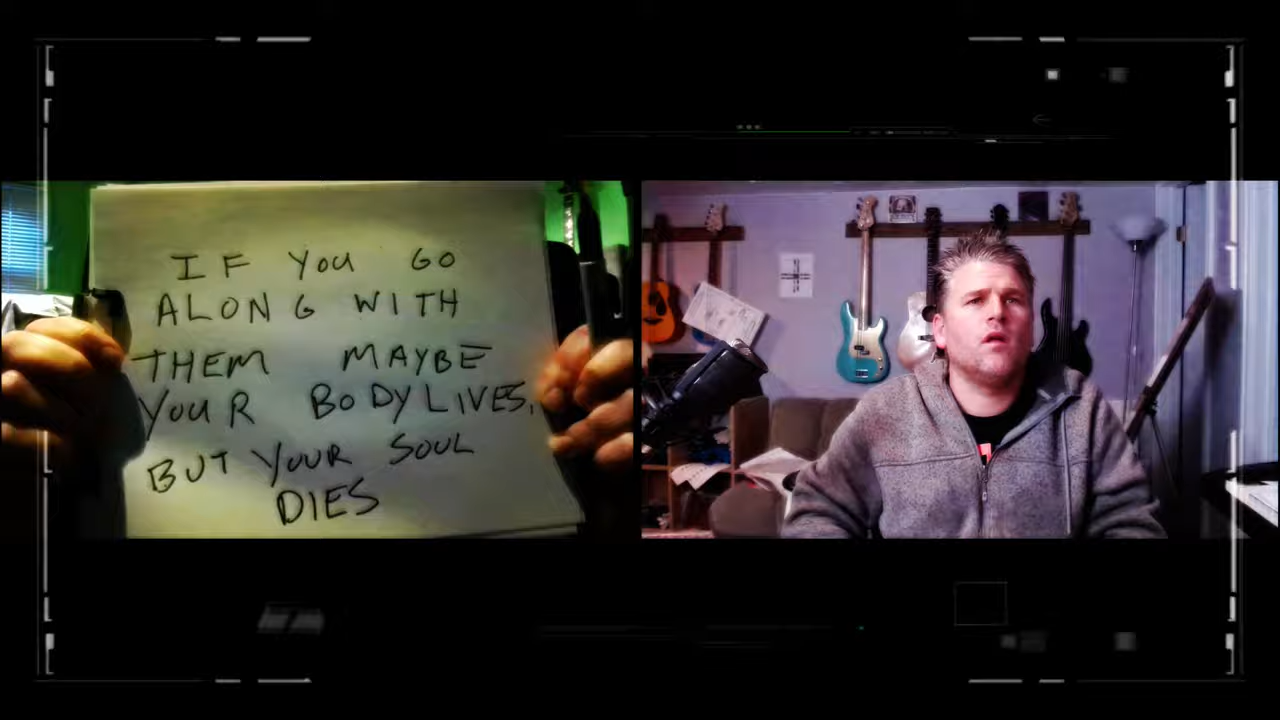 IF YOU GO
ALONG WITH
THEM MAYBE
YOUR BODY LIVES,
BUT YOUR SOUL
DIES